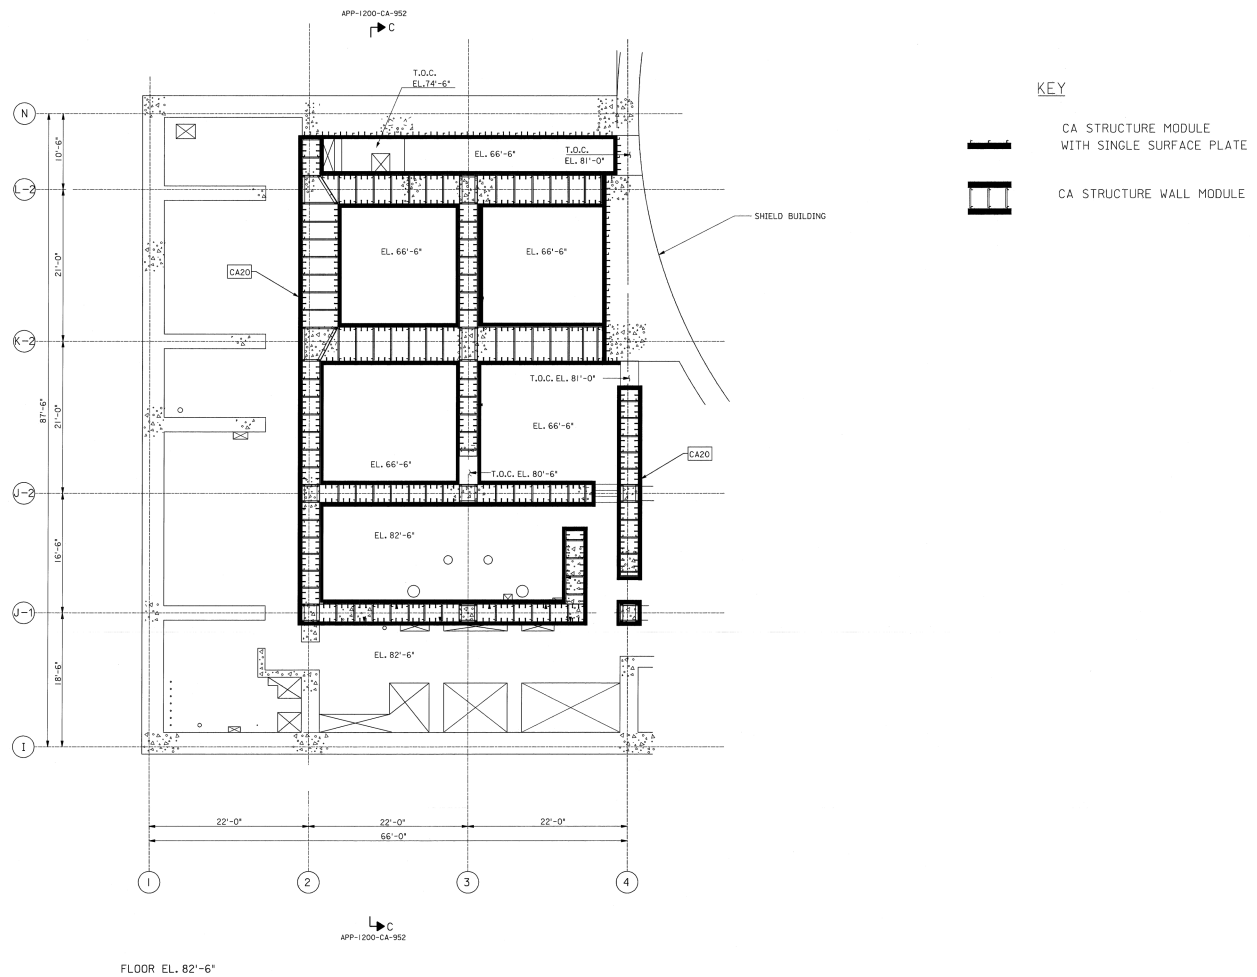 APP-1200-CA-952
C
T.O.C.
EL.74'-6"
KEY
CA STRUCTURE MODULE
WITH SINGLE SURFACE PLATE
CA STRUCTURE WALL MODULE
N
10'-6"
EL. 66'-6"
T.O.C.
EL. 81'-0"
L-2
SHIELD BUILDING
21'-0"
EL. 66'-6"
EL. 66'-6"
CA20
K-2
T.O.C. EL. 81'-0"
87'-6"
21'-0"
EL. 66'-6"
CA20
EL. 66'-6"
T.O.C. EL. 80'-6"
J-2
16'-6"
EL. 82'-6"
J-1
18'-6"
EL. 82'-6"
I
22'-0"
22'-0"
22'-0"
66'-0"
1
2
3
4
C
APP-1200-CA-952
FLOOR EL. 82'-6"